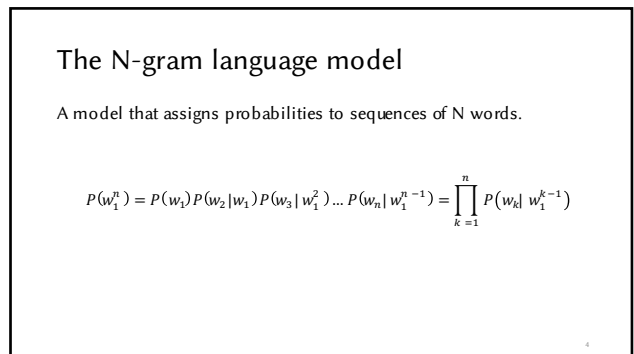 The N-gram language model
A model that assigns probabilities to sequences of N words.
P(w_1^n) = P(w_1)P(w_2|w_1)P(w_3|w_1^2)…P(w_n|w_1^{n-1}) = ∏_{k=1}^{n} P(w_k|w_1^{k-1})
4